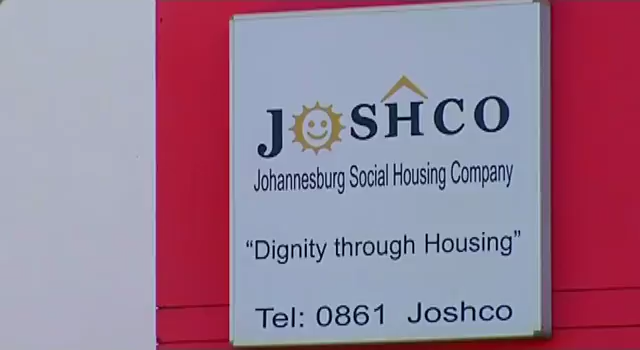 JOSHCO
Johannesburg Social Housing Company
“Dignity through Housing”
Tel: 0861 Joshco